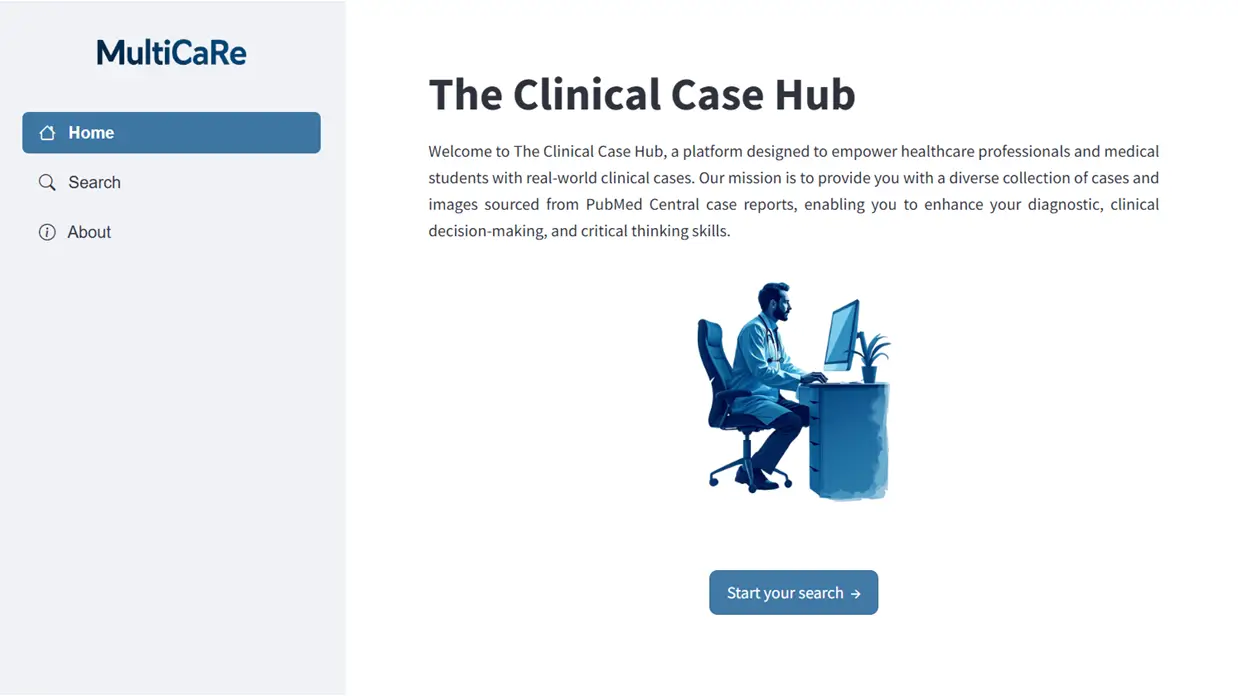 MultiCaRe
Home
Search
About
The Clinical Case Hub
Welcome to The Clinical Case Hub, a platform designed to empower healthcare professionals and medical
students with real-world clinical cases. Our mission is to provide you with a diverse collection of cases and
images sourced from PubMed Central case reports, enabling you to enhance your diagnostic, clinical
decision-making, and critical thinking skills.
Start your search →